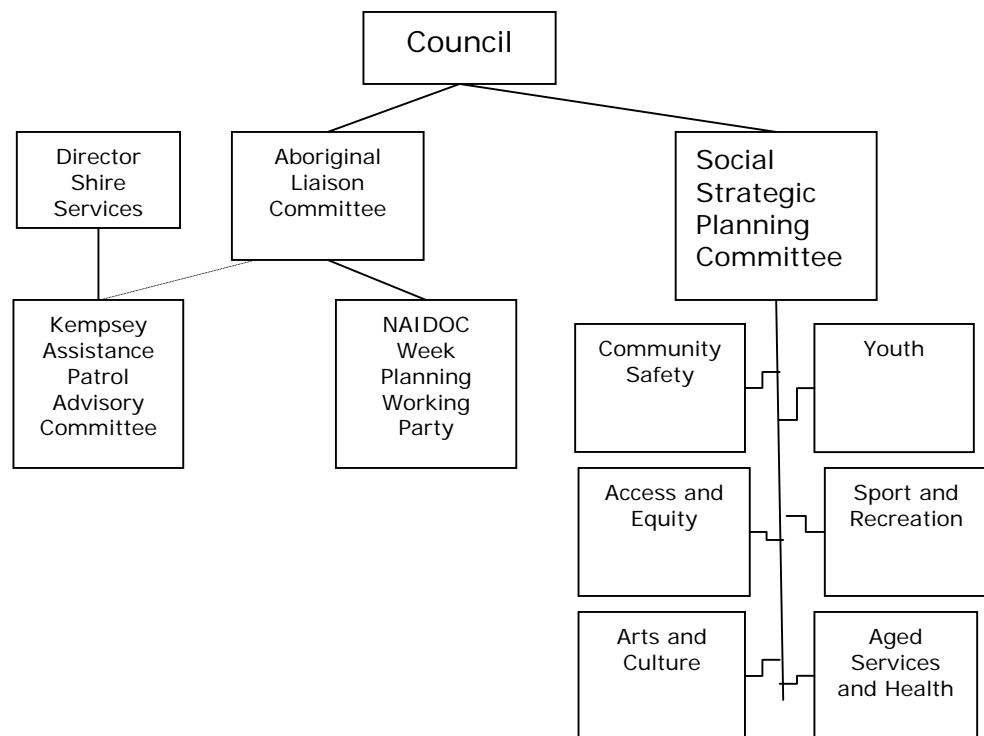 Council
Director
Shire
Services
Aboriginal
Liaison
Committee
Social
Strategic
Planning
Committee
Kempsey
Assistance
Patrol
Advisory
Committee
NAIDOC
Week
Planning
Working
Party
Community
Safety
Youth
Access and
Equity
Sport and
Recreation
Arts and
Culture
Aged
Services
and Health